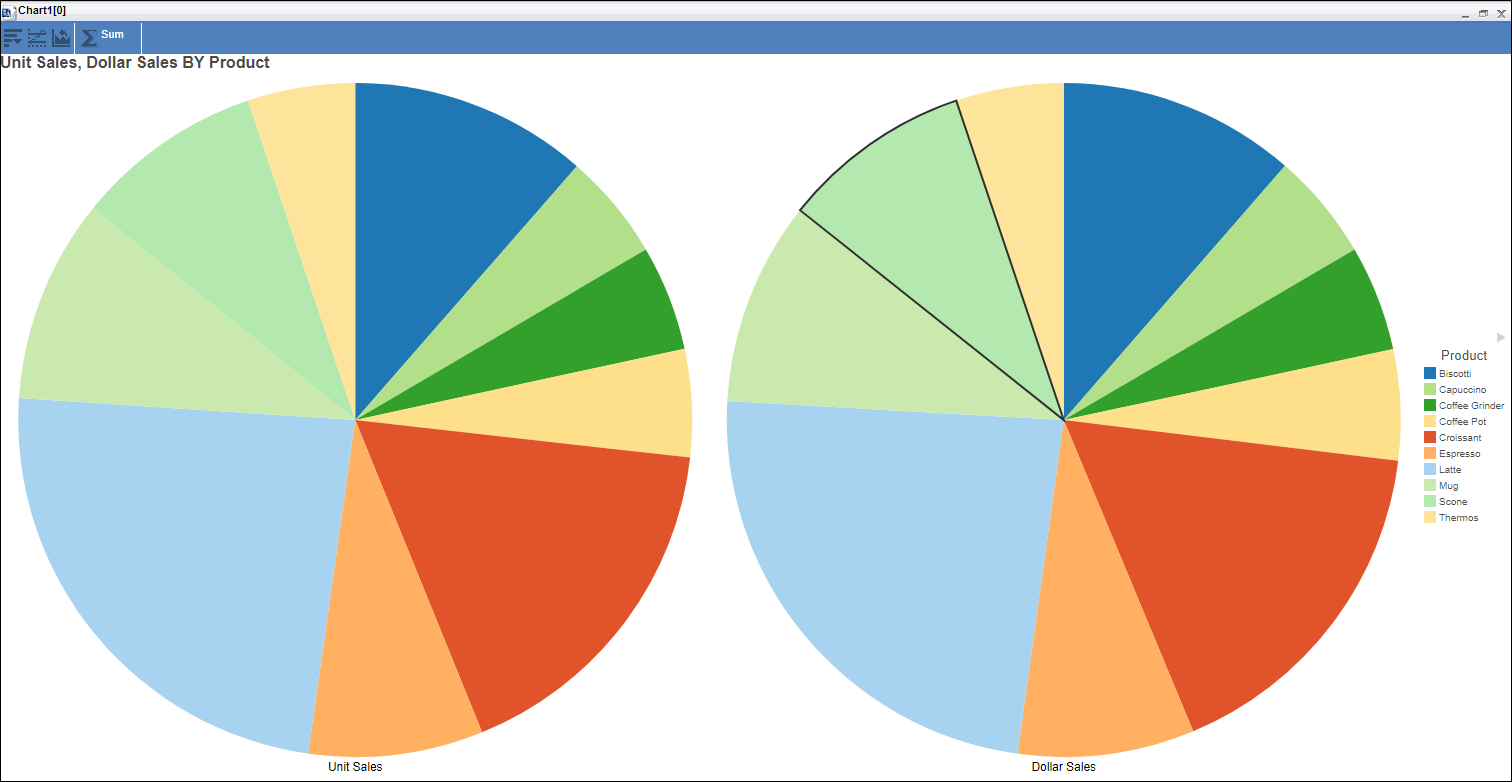 Chart1[0]
Sum
Unit Sales, Dollar Sales BY Product
Product
Biscotti
Capuccino
Coffee Grinder
Coffee Pot
Croissant
Espresso
Latte
Mug
Scone
Thermos
Unit Sales
Dollar Sales